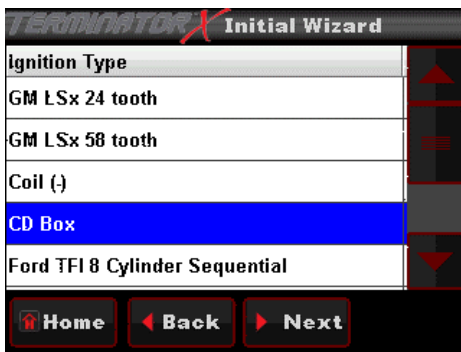 TERMINATOR X Initial Wizard
Ignition Type
GM LSx 24 tooth
GM LSx 58 tooth
Coil (-)
CD Box
Ford TFI 8 Cylinder Sequential
Home Back Next